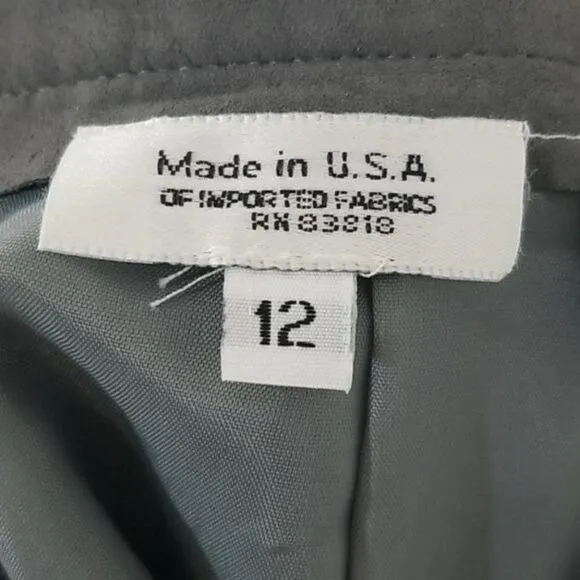 Made in U.S.A.
OF IMPORTED FABRICS
RN 83818
12